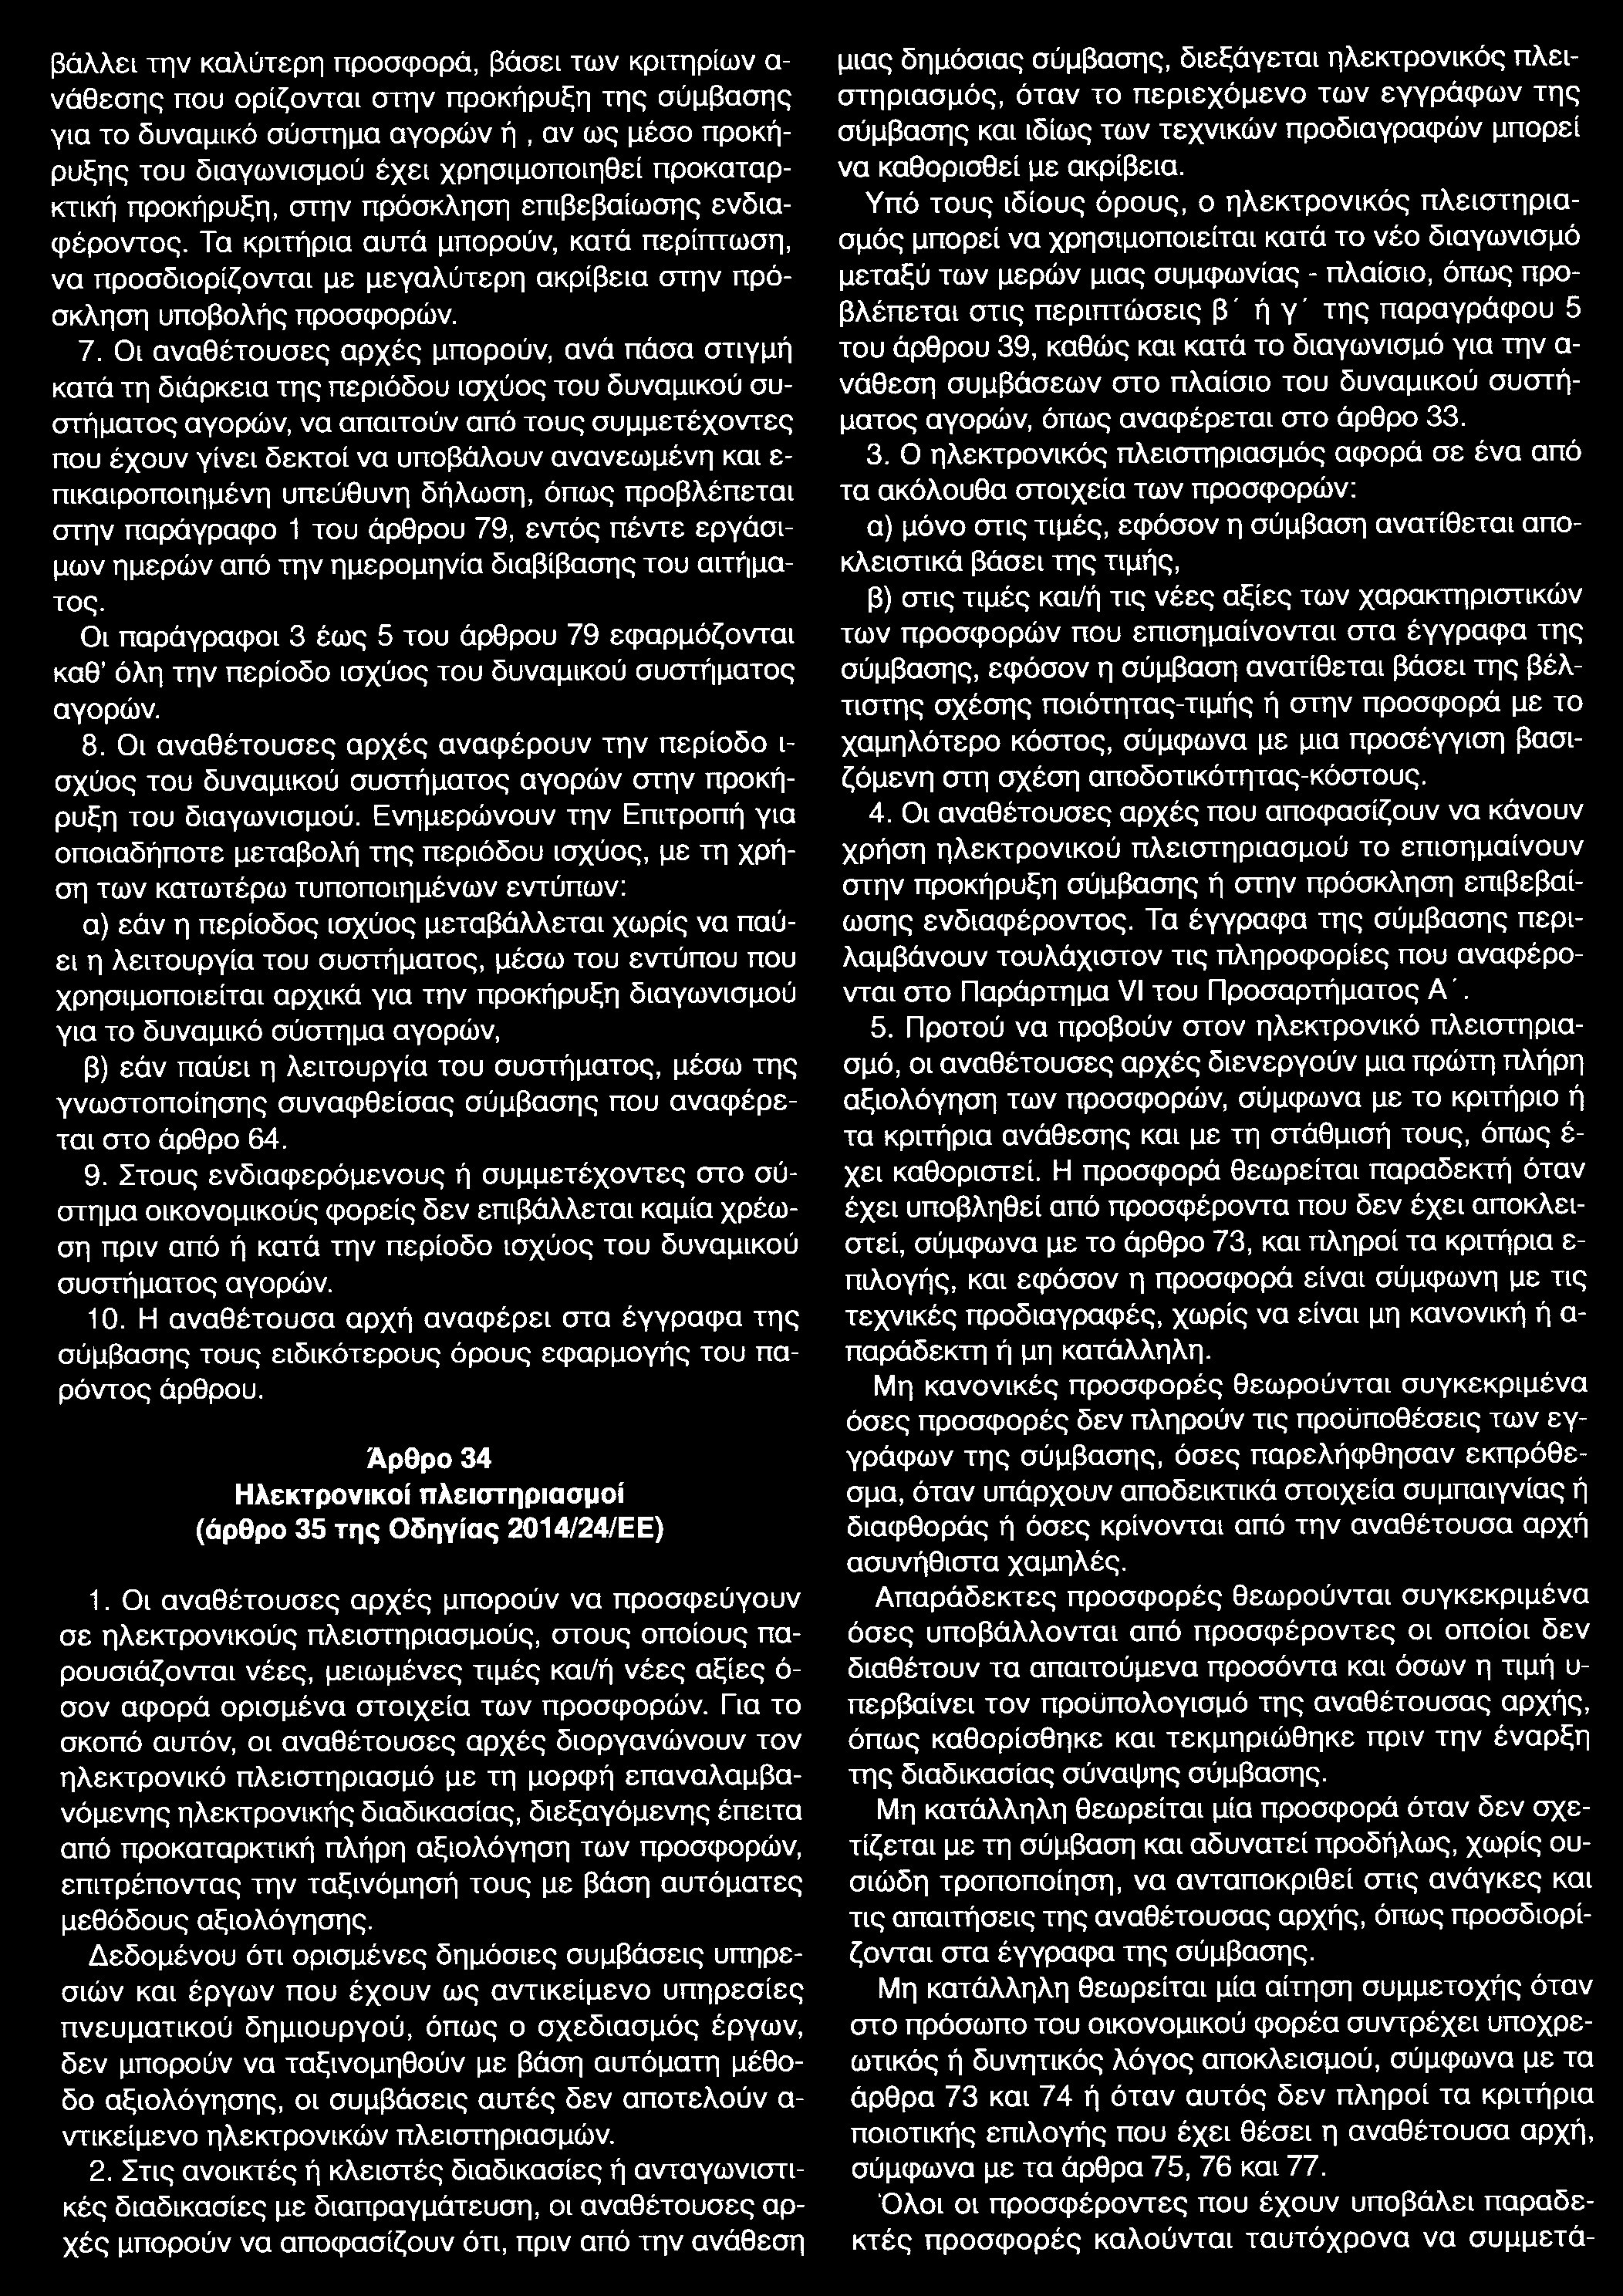 βάλλει την καλύτερη προσφορά, βάσει των κριτηρίων α-
νάθεσης που ορίζονται στην προκήρυξη της σύμβασης
για το δυναμικό σύστημα αγορών ή , αν ως μέσο προκή-
ρυξης του διαγωνισμού έχει χρησιμοποιηθεί προκαταρ-
κτική προκήρυξη, στην πρόσκληση επιβεβαίωσης ενδια-
φέροντος. Τα κριτήρια αυτά μπορούν, κατά περίπτωση,
να προσδιορίζονται με μεγαλύτερη ακρίβεια στην πρό-
σκληση υποβολής προσφορών.
7. Οι αναθέτουσες αρχές μπορούν, ανά πάσα στιγμή
κατά τη διάρκεια της περιόδου ισχύος του δυναμικού συ-
στήματος αγορών, να απαιτούν από τους συμμετέχοντες
που έχουν γίνει δεκτοί να υποβάλουν ανανεωμένη και ε-
πικαιροποιημένη υπεύθυνη δήλωση, όπως προβλέπεται
στην παράγραφο 1 του άρθρου 79, εντός πέντε εργάσι-
μων ημερών από την ημερομηνία διαβίβασης του αιτήμα-
τος.
Οι παράγραφοι 3 έως 5 του άρθρου 79 εφαρμόζονται
καθ' όλη την περίοδο ισχύος του δυναμικού συστήματος
αγορών.
8. Οι αναθέτουσες αρχές αναφέρουν την περίοδο ι-
σχύος του δυναμικού συστήματος αγορών στην προκή-
ρυξη του διαγωνισμού. Ενημερώνουν την Επιτροπή για
οποιαδήποτε μεταβολή της περιόδου ισχύος, με τη χρή-
ση των κατωτέρω τυποποιημένων εντύπων:
α) εάν η περίοδος ισχύος μεταβάλλεται χωρίς να παύ-
ει η λειτουργία του συστήματος, μέσω του εντύπου που
χρησιμοποιείται αρχικά για την προκήρυξη διαγωνισμού
για το δυναμικό σύστημα αγορών,
β) εάν παύει η λειτουργία του συστήματος, μέσω της
γνωστοποίησης συναφθείσας σύμβασης που αναφέρε-
ται στο άρθρο 64.
9. Στους ενδιαφερόμενους ή συμμετέχοντες στο σύ-
στημα οικονομικούς φορείς δεν επιβάλλεται καμία χρέω-
ση πριν από ή κατά την περίοδο ισχύος του δυναμικού
συστήματος αγορών.
10. Η αναθέτουσα αρχή αναφέρει στα έγγραφα της
σύμβασης τους ειδικότερους όρους εφαρμογής του πα-
ρόντος άρθρου.
Άρθρο 34
Ηλεκτρονικοί πλειστηριασμοί
(άρθρο 35 της Οδηγίας 2014/24/ΕΕ)
1. Οι αναθέτουσες αρχές μπορούν να προσφεύγουν
σε ηλεκτρονικούς πλειστηριασμούς, στους οποίους πα-
ρουσιάζονται νέες, μειωμένες τιμές και/ή νέες αξίες ό-
σον αφορά ορισμένα στοιχεία των προσφορών. Για το
σκοπό αυτόν, οι αναθέτουσες αρχές διοργανώνουν τον
ηλεκτρονικό πλειστηριασμό με τη μορφή επαναλαμβα-
νόμενης ηλεκτρονικής διαδικασίας, διεξαγόμενης έπειτα
από προκαταρκτική πλήρη αξιολόγηση των προσφορών,
επιτρέποντας την ταξινόμησή τους με βάση αυτόματες
μεθόδους αξιολόγησης.
Δεδομένου ότι ορισμένες δημόσιες συμβάσεις υπηρε-
σιών και έργων που έχουν ως αντικείμενο υπηρεσίες
πνευματικού δημιουργού, όπως ο σχεδιασμός έργων,
δεν μπορούν να ταξινομηθούν με βάση αυτόματη μέθο-
δο αξιολόγησης, οι συμβάσεις αυτές δεν αποτελούν α-
ντικείμενο ηλεκτρονικών πλειστηριασμών.
2. Στις ανοικτές ή κλειστές διαδικασίες ή ανταγωνιστι-
κές διαδικασίες με διαπραγμάτευση, οι αναθέτουσες αρ-
χές μπορούν να αποφασίζουν ότι, πριν από την ανάθεση
μιας δημόσιας σύμβασης, διεξάγεται ηλεκτρονικός πλει-
στηριασμός, όταν το περιεχόμενο των εγγράφων της
σύμβασης και ιδίως των τεχνικών προδιαγραφών μπορεί
να καθορισθεί με ακρίβεια.
Υπό τους ιδίους όρους, ο ηλεκτρονικός πλειστηρια-
σμός μπορεί να χρησιμοποιείται κατά το νέο διαγωνισμό
μεταξύ των μερών μιας συμφωνίας - πλαίσιο, όπως προ-
βλέπεται στις περιπτώσεις β΄ ή γ΄ της παραγράφου 5
του άρθρου 39, καθώς και κατά το διαγωνισμό για την α-
νάθεση συμβάσεων στο πλαίσιο του δυναμικού συστή-
ματος αγορών, όπως αναφέρεται στο άρθρο 33.
3. Ο ηλεκτρονικός πλειστηριασμός αφορά σε ένα από
τα ακόλουθα στοιχεία των προσφορών:
α) μόνο στις τιμές, εφόσον η σύμβαση ανατίθεται απο-
κλειστικά βάσει της τιμής,
β) στις τιμές και/ή τις νέες αξίες των χαρακτηριστικών
των προσφορών που επισημαίνονται στα έγγραφα της
σύμβασης, εφόσον η σύμβαση ανατίθεται βάσει της βέλ-
τιστης σχέσης ποιότητας-τιμής ή στην προσφορά με το
χαμηλότερο κόστος, σύμφωνα με μια προσέγγιση βασι-
ζόμενη στη σχέση αποδοτικότητας-κόστους.
4. Οι αναθέτουσες αρχές που αποφασίζουν να κάνουν
χρήση ηλεκτρονικού πλειστηριασμού το επισημαίνουν
στην προκήρυξη σύμβασης ή στην πρόσκληση επιβεβαί-
ωσης ενδιαφέροντος. Τα έγγραφα της σύμβασης περι-
λαμβάνουν τουλάχιστον τις πληροφορίες που αναφέρο-
νται στο Παράρτημα VI του Προσαρτήματος Α΄.
5. Προτού να προβούν στον ηλεκτρονικό πλειστηρια-
σμό, οι αναθέτουσες αρχές διενεργούν μια πρώτη πλήρη
αξιολόγηση των προσφορών, σύμφωνα με το κριτήριο ή
τα κριτήρια ανάθεσης και με τη στάθμισή τους, όπως έ-
χει καθοριστεί. Η προσφορά θεωρείται παραδεκτή όταν
έχει υποβληθεί από προσφέροντα που δεν έχει αποκλει-
στεί, σύμφωνα με το άρθρο 73, και πληροί τα κριτήρια ε-
πιλογής, και εφόσον η προσφορά είναι σύμφωνη με τις
τεχνικές προδιαγραφές, χωρίς να είναι μη κανονική ή α-
παράδεκτη ή μη κατάλληλη.
Μη κανονικές προσφορές θεωρούνται συγκεκριμένα
όσες προσφορές δεν πληρούν τις προϋποθέσεις των εγ-
γράφων της σύμβασης, όσες παρελήφθησαν εκπρόθε-
σμα, όταν υπάρχουν αποδεικτικά στοιχεία συμπαιγνίας ή
διαφθοράς ή όσες κρίνονται από την αναθέτουσα αρχή
ασυνήθιστα χαμηλές.
Απαράδεκτες προσφορές θεωρούνται συγκεκριμένα
όσες υποβάλλονται από προσφέροντες οι οποίοι δεν
διαθέτουν τα απαιτούμενα προσόντα και όσων η τιμή υ-
περβαίνει τον προϋπολογισμό της αναθέτουσας αρχής,
όπως καθορίσθηκε και τεκμηριώθηκε πριν την έναρξη
της διαδικασίας σύναψης σύμβασης.
Μη κατάλληλη θεωρείται μία προσφορά όταν δεν σχε-
τίζεται με τη σύμβαση και αδυνατεί προδήλως, χωρίς ου-
σιώδη τροποποίηση, να ανταποκριθεί στις ανάγκες και
τις απαιτήσεις της αναθέτουσας αρχής, όπως προσδιορί-
ζονται στα έγγραφα της σύμβασης.
Μη κατάλληλη θεωρείται μία αίτηση συμμετοχής όταν
στο πρόσωπο του οικονομικού φορέα συντρέχει υποχρε-
ωτικός ή δυνητικός λόγος αποκλεισμού, σύμφωνα με τα
άρθρα 73 και 74 ή όταν αυτός δεν πληροί τα κριτήρια
ποιοτικής επιλογής που έχει θέσει η αναθέτουσα αρχή,
σύμφωνα με τα άρθρα 75, 76 και 77.
Όλοι οι προσφέροντες που έχουν υποβάλει παραδε-
κτές προσφορές καλούνται ταυτόχρονα να συμμετά-